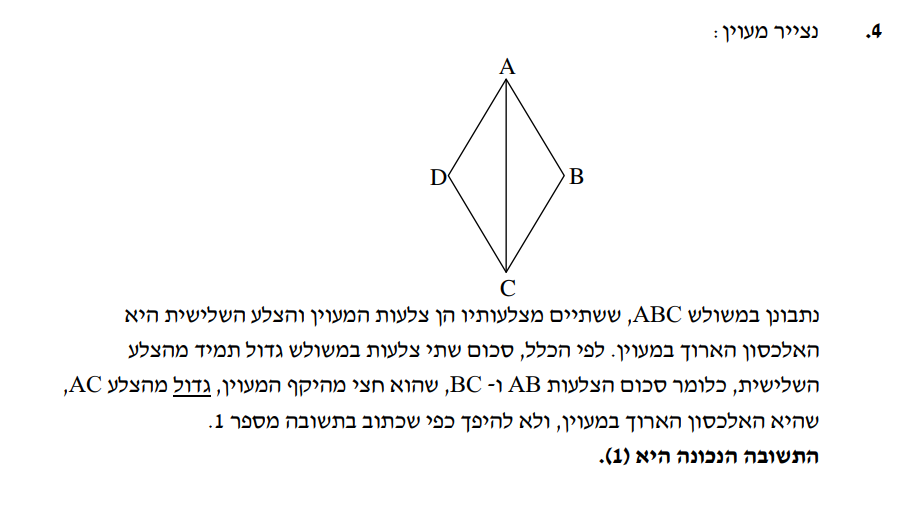 4. נצייר מעוין:
A
D B
C
נתבונן במשולש ABC, ששתיים מצלעותיו הן צלעות המעוין והצלע השלישית היא
האלכסון הארוך במעוין. לפי הכלל, סכום שתי צלעות במשולש גדול תמיד מהצלע
השלישית, כלומר סכום הצלעות AB ו- BC, שהוא חצי מהיקף המעוין, גדול מהצלע AC,
שהיא האלכסון הארוך במעוין, ולא להיפך כפי שכתוב בתשובה מספר 1.
התשובה הנכונה היא (1).